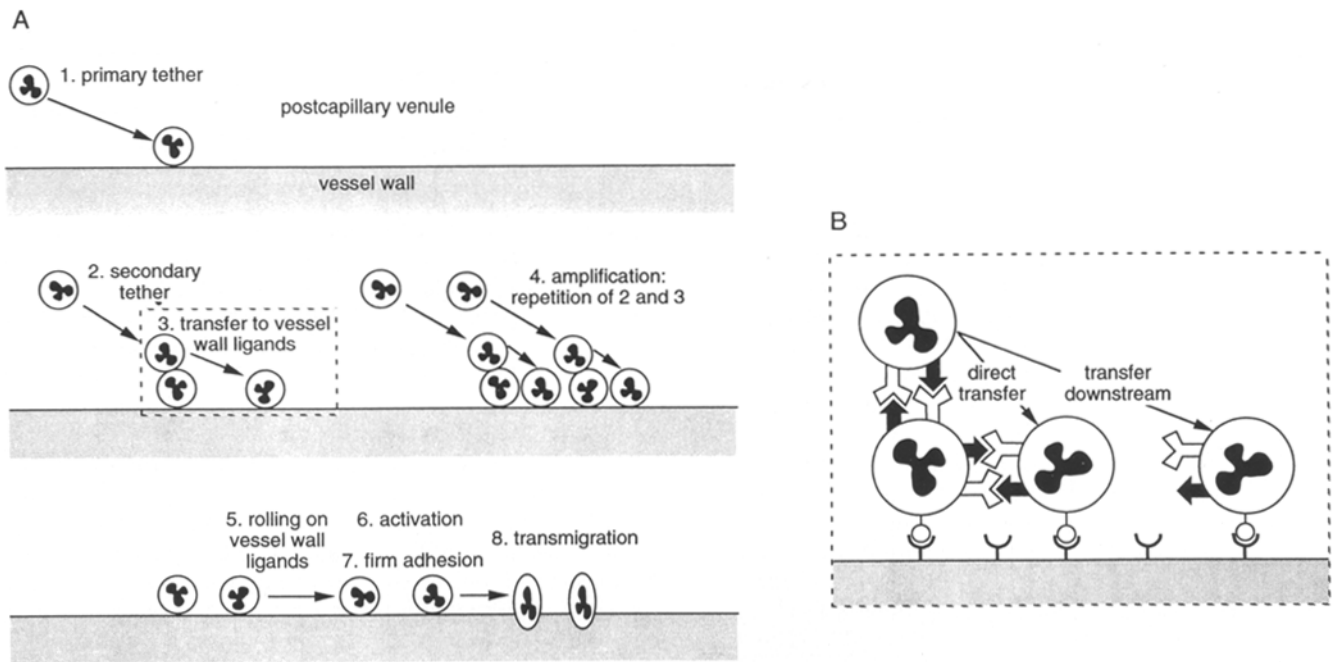 A
1. primary tether
postcapillary venule
vessel wall
2. secondary
tether
3. transfer to vessel
wall ligands
4. amplification:
repetition of 2 and 3
5. rolling on
vessel wall
ligands
6. activation
7. firm adhesion
8. transmigration
B
direct
transfer
transfer
downstream